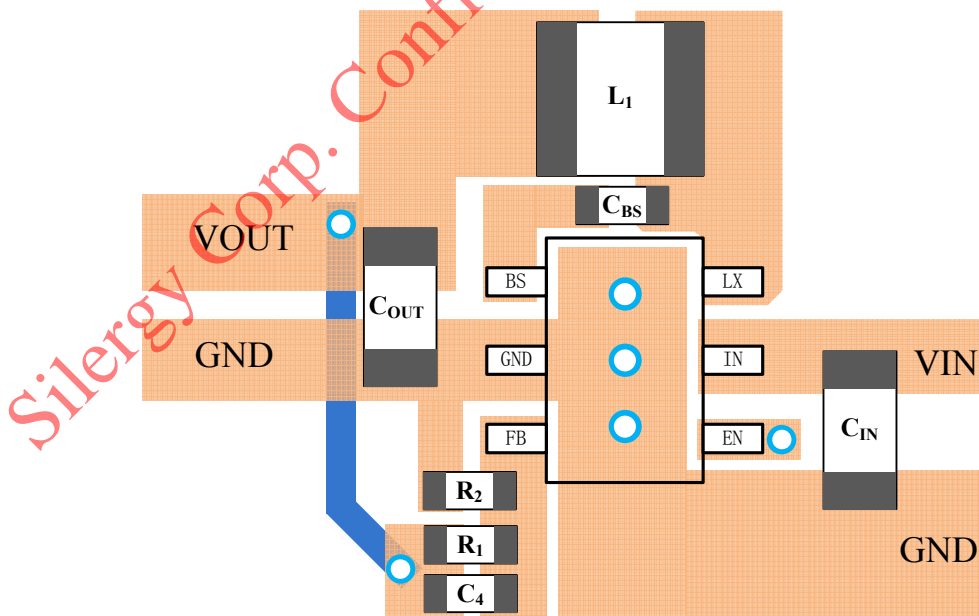 Silergy Corp. Confi
L1
CBS
VOUT
COUT
BS
LX
GND
GND
IN
VIN
FB
EN
CIN
R2
R1
C4
GND